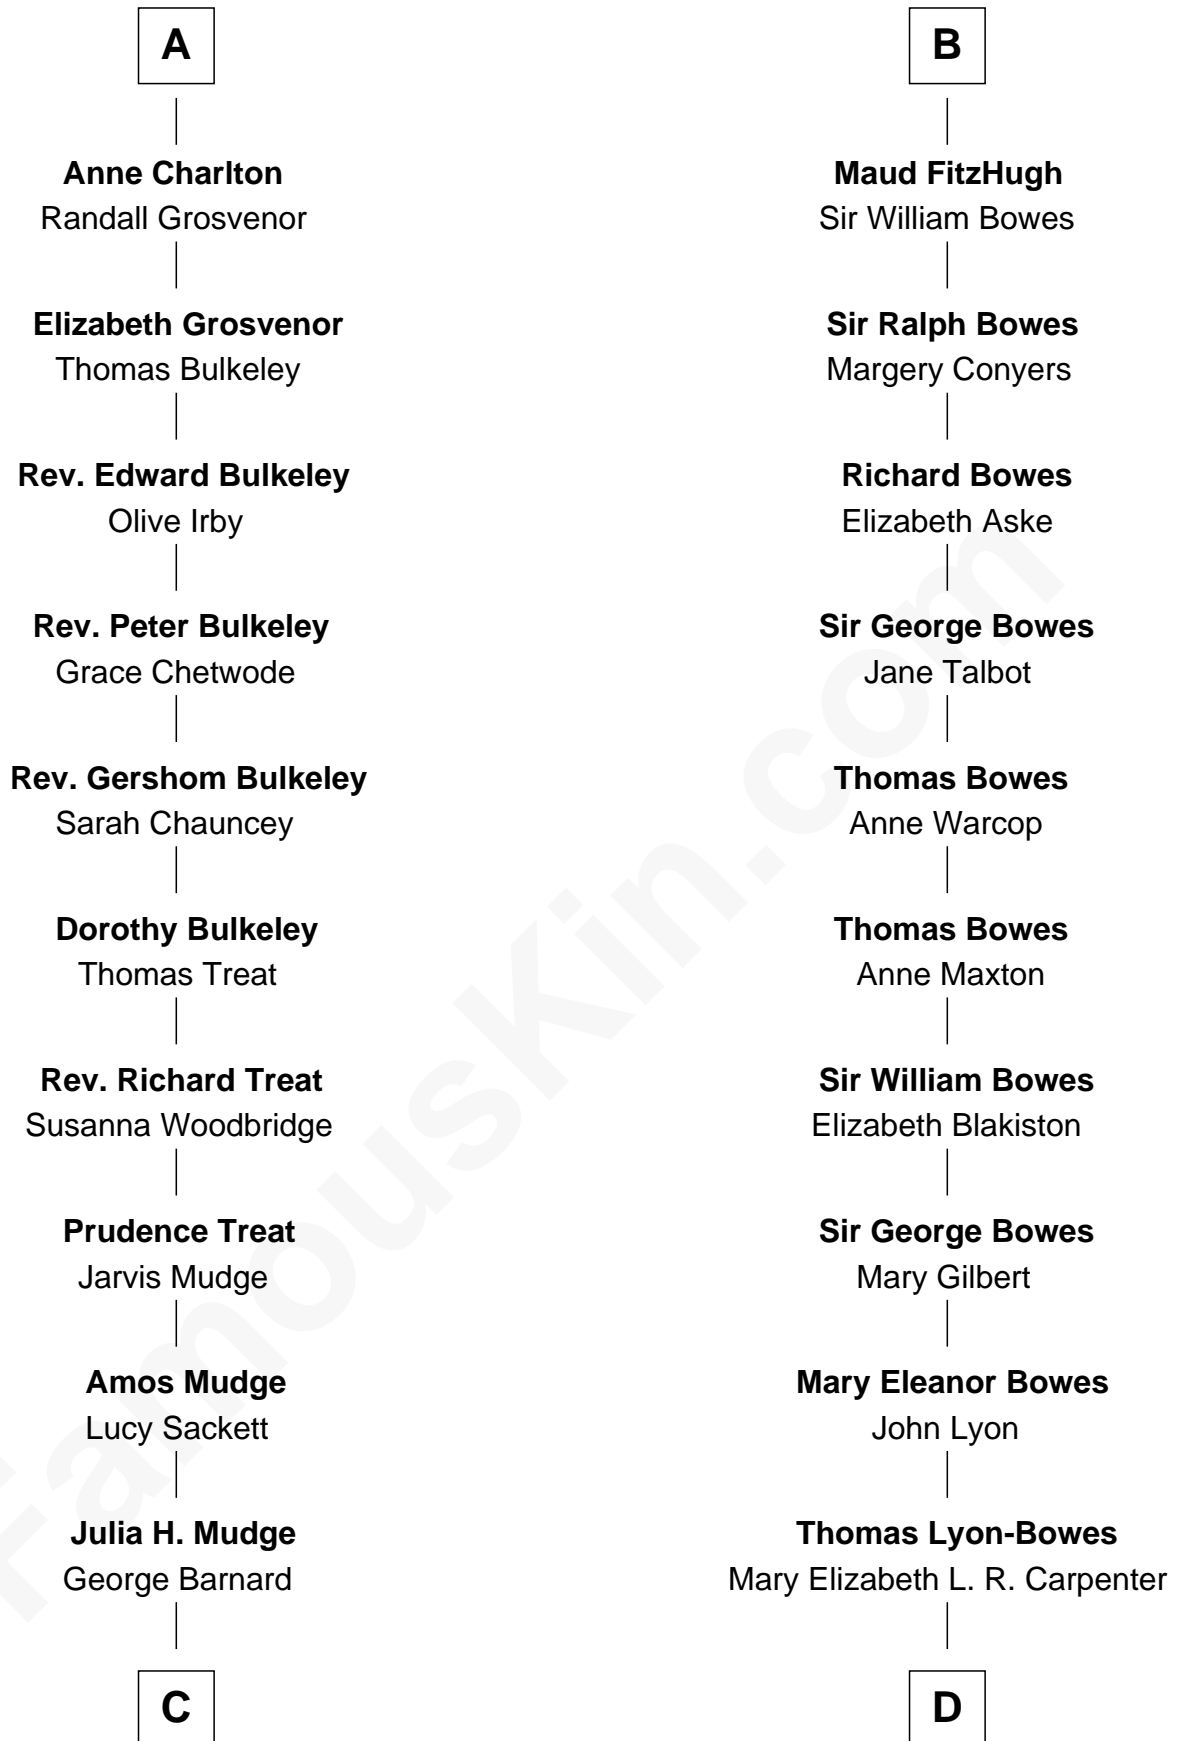 A
Anne Charlton
Randall Grosvenor
Elizabeth Grosvenor
Thomas Bulkeley
Rev. Edward Bulkeley
Olive Irby
Rev. Peter Bulkeley
Grace Chetwode
Rev. Gershom Bulkeley
Sarah Chauncey
Dorothy Bulkeley
Thomas Treat
Rev. Richard Treat
Susanna Woodbridge
Prudence Treat
Jarvis Mudge
Amos Mudge
Lucy Sackett
Julia H. Mudge
George Barnard
C
B
Maud FitzHugh
Sir William Bowes
Sir Ralph Bowes
Margery Conyers
Richard Bowes
Elizabeth Aske
Sir George Bowes
Jane Talbot
Thomas Bowes
Anne Warcop
Thomas Bowes
Anne Maxton
Sir William Bowes
Elizabeth Blakiston
Sir George Bowes
Mary Gilbert
Mary Eleanor Bowes
John Lyon
Thomas Lyon-Bowes
Mary Elizabeth L. R. Carpenter
D
FamousKin.com